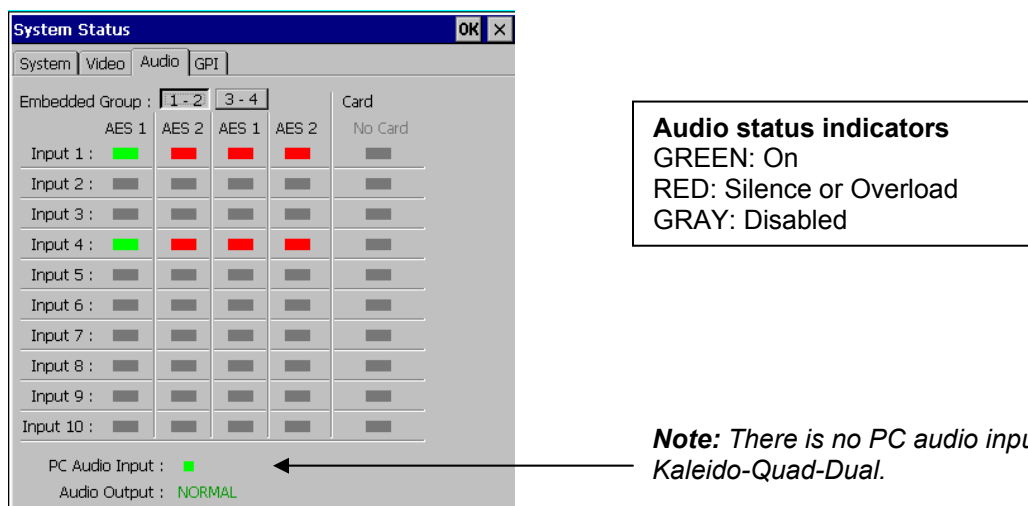 System Status OK
System Video Audio GPI
Embedded Group : 1 - 2 3 - 4 Card
AES 1 AES 2 AES 1 AES 2 No Card
Input 1 :
Input 2 :
Input 3 :
Input 4 :
Input 5 :
Input 6 :
Input 7 :
Input 8 :
Input 9 :
Input 10 :
PC Audio Input :
Audio Output : NORMAL
Audio status indicators
GREEN: On
RED: Silence or Overload
GRAY: Disabled
Note: There is no PC audio
Kaleido-Quad-Dual.